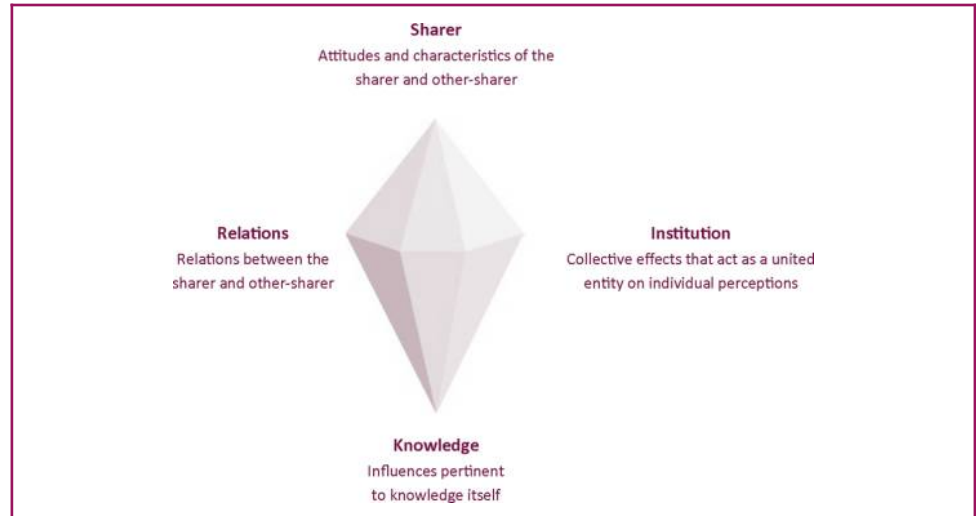 Sharer
Attitudes and characteristics of the
sharer and other-sharer
Relations
Relations between the
sharer and other-sharer
Institution
Collective effects that act as a united
entity on individual perceptions
Knowledge
Influences pertinent
to knowledge itself